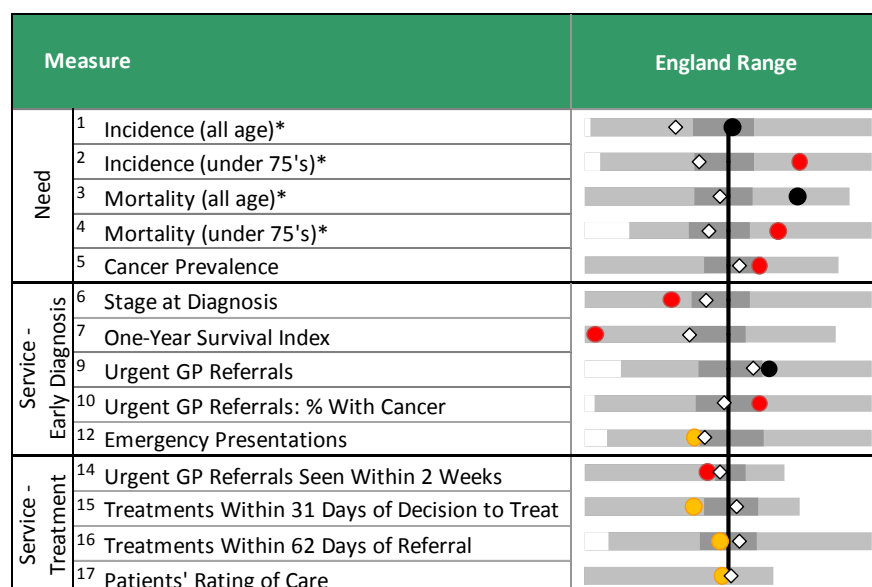 Measure England Range
Need
1 Incidence (all age)*
2 Incidence (under 75's)*
3 Mortality (all age)*
4 Mortality (under 75's)*
5 Cancer Prevalence
Service -
Early Diagnosis
6 Stage at Diagnosis
7 One-Year Survival Index
9 Urgent GP Referrals
10 Urgent GP Referrals: % With Cancer
12 Emergency Presentations
Service -
Treatment
14 Urgent GP Referrals Seen Within 2 Weeks
15 Treatments Within 31 Days of Decision to Treat
16 Treatments Within 62 Days of Referral
17 Patients' Rating of Care